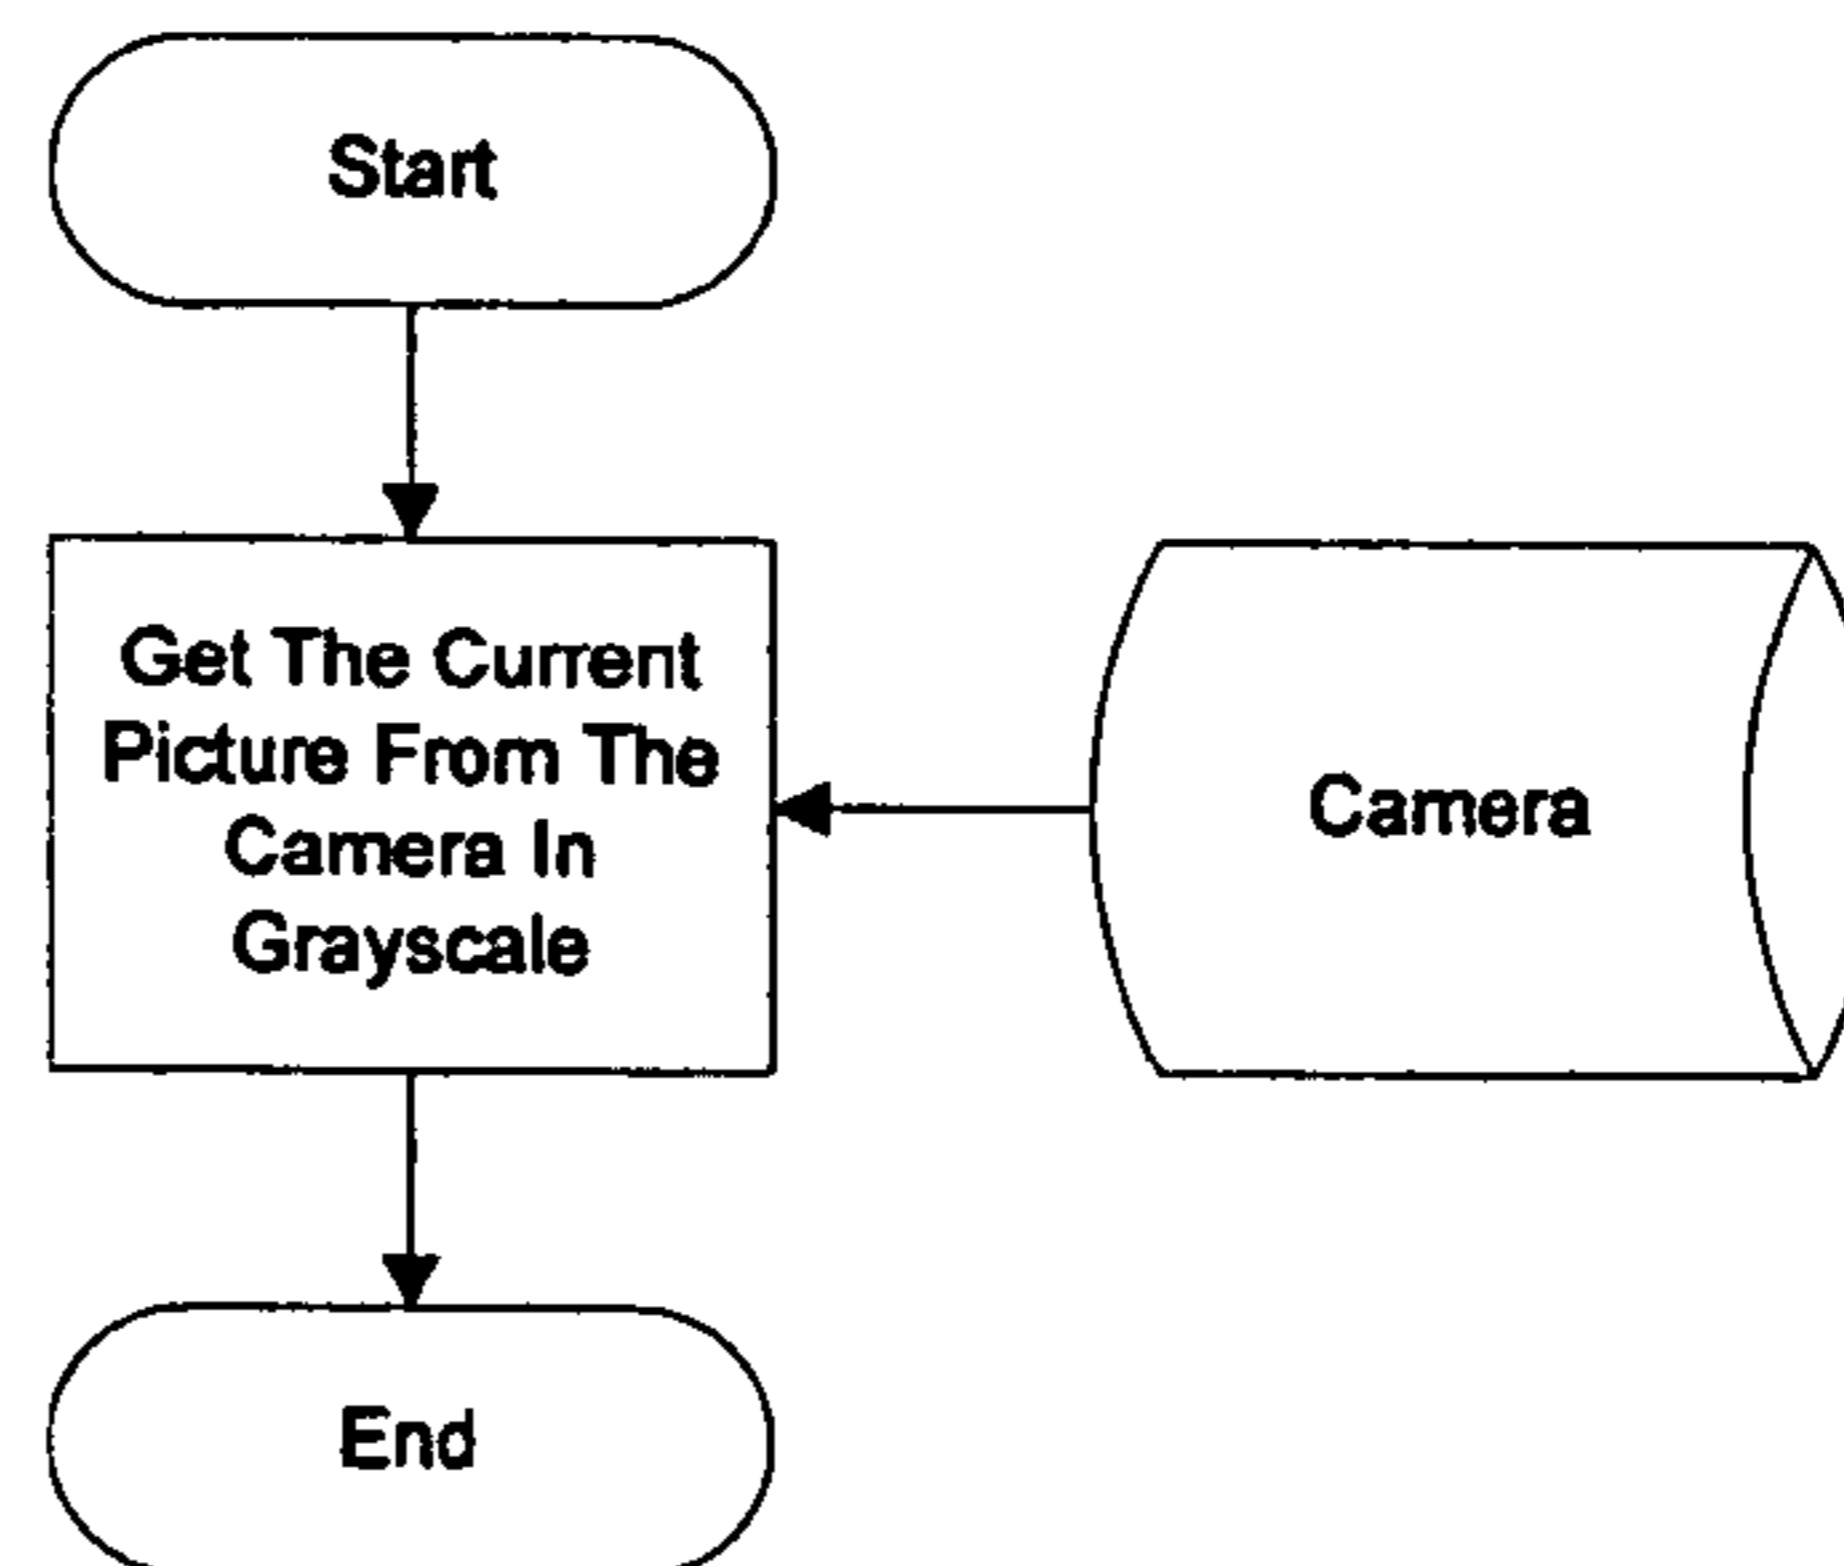 Start
Get The Current
Picture From The
Camera In
Grayscale
Camera
End